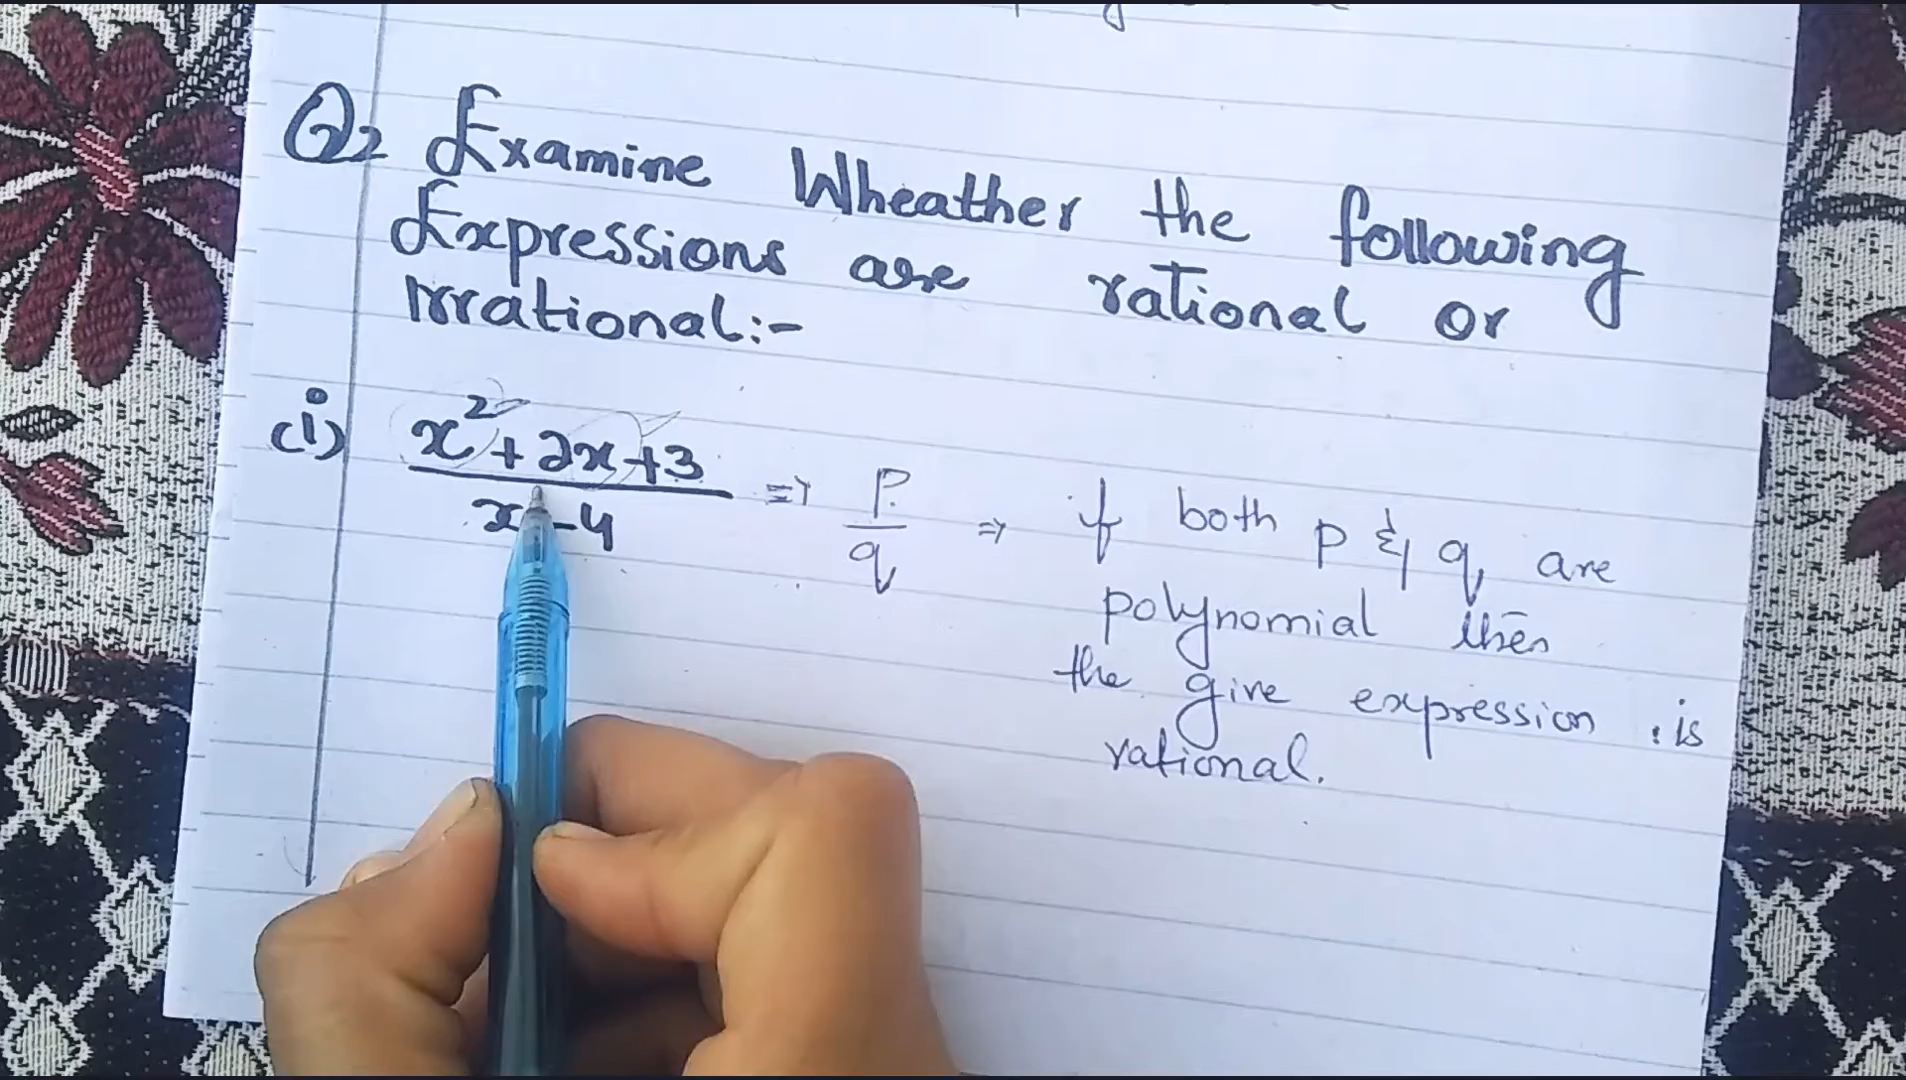 Q2 Examine Wheather the following
Expressions are rational or
Irrational:-
(i) x²+2x+3 / x-4 => P/q => if both p & q are
polynomial then
the give expression is
rational.